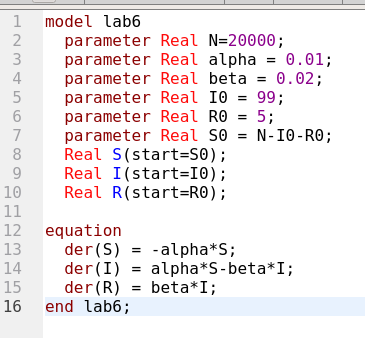 1 model lab6
2 parameter Real N=20000;
3 parameter Real alpha = 0.01;
4 parameter Real beta = 0.02;
5 parameter Real I0 = 99;
6 parameter Real R0 = 5;
7 parameter Real S0 = N-I0-R0;
8 Real S(start=S0);
9 Real I(start=I0);
10 Real R(start=R0);
11
12 equation
13 der(S) = -alpha*S;
14 der(I) = alpha*S-beta*I;
15 der(R) = beta*I;
16 end lab6;